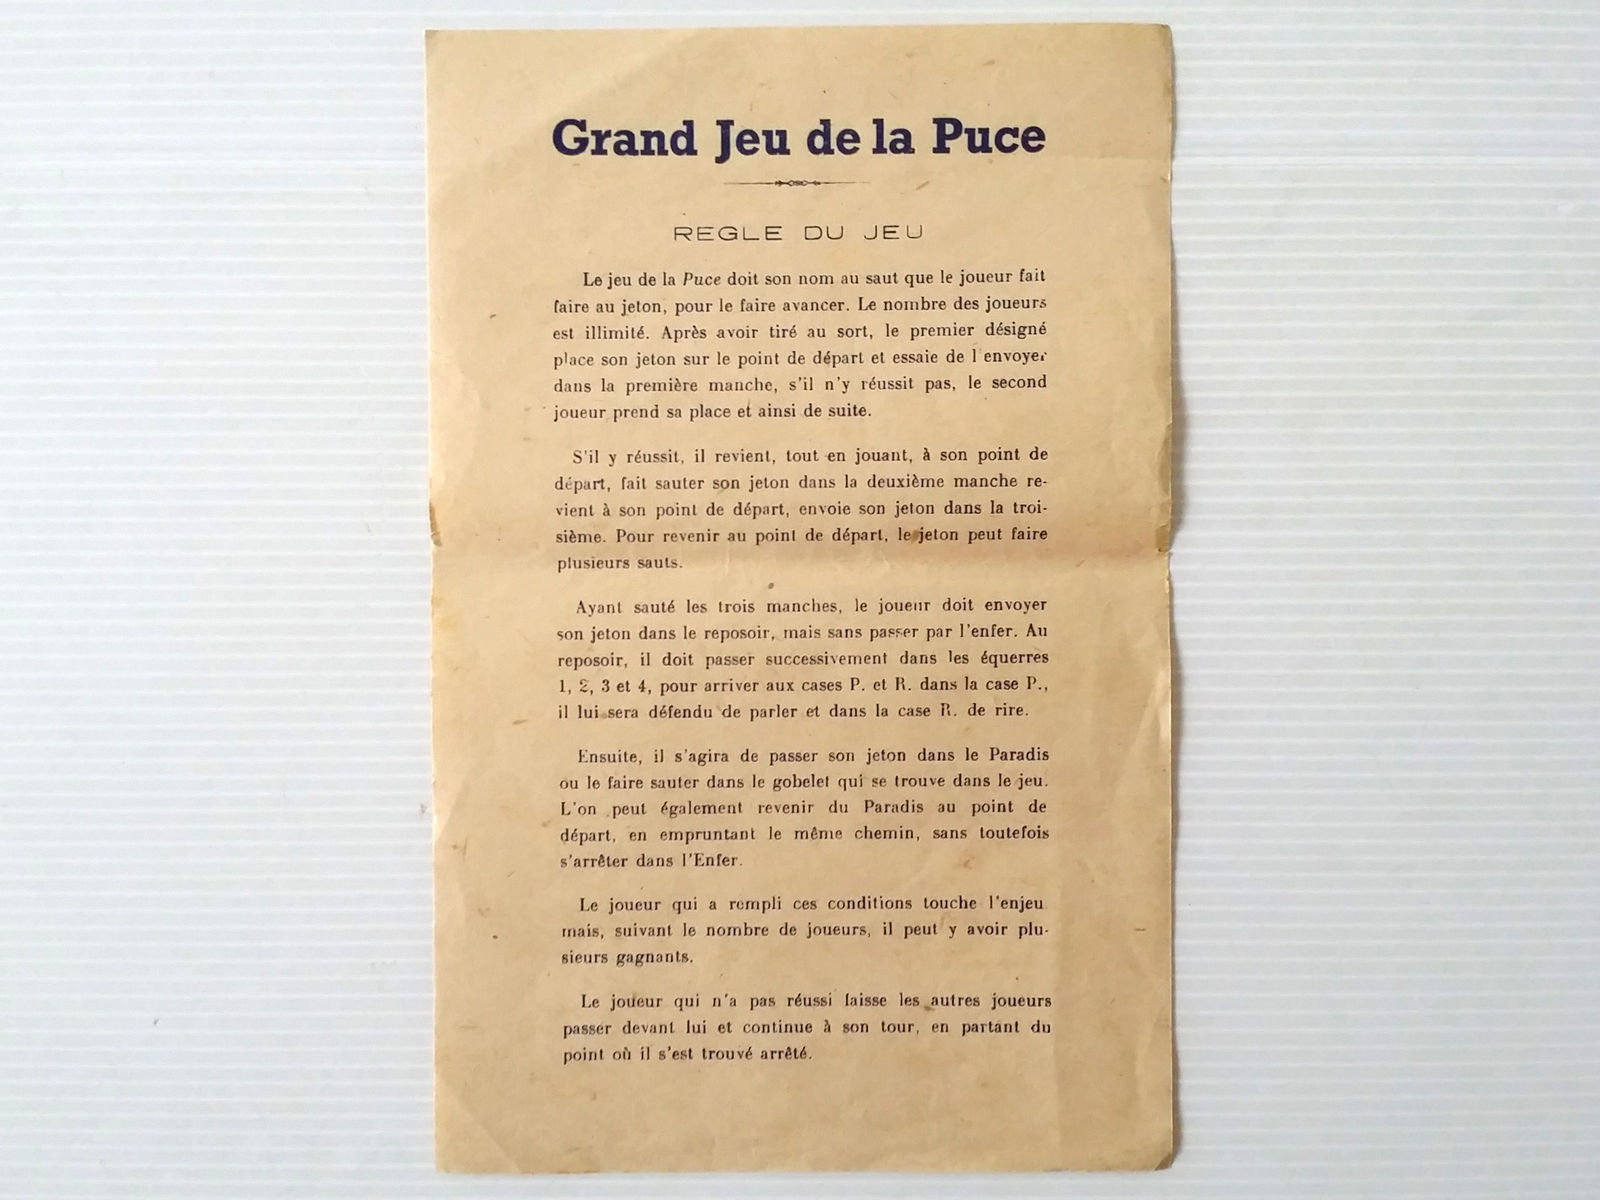 Grand Jeu de la Puce
REGLE DU JEU
Le jeu de la Puce doit son nom au saut que le joueur fait
faire au jeton, pour le faire avancer. Le nombre des joueurs
est illimité. Après avoir tiré au sort, le premier désigné
place son jeton sur le point de départ et essaie de l'envoyer
dans la première manche, s'il n'y réussit pas, le second
joueur prend sa place et ainsi de suite.
S'il y réussit, il revient, tout en jouant, à son point de
départ, fait sauter son jeton dans la deuxième manche re-
vient à son point de départ, envoie son jeton dans la troi-
sième. Pour revenir au point de départ, le jeton peut faire
plusieurs sauts.
Ayant sauté les trois manches, le joueur doit envoyer
son jeton dans le reposoir, mais sans passer par l'enfer. Au
reposoir, il doit passer successivement dans les équerres
1, 2, 3 et 4, pour arriver aux cases P. et R. dans la case P.,
il lui sera défendu de parler et dans la case R. de rire.
Ensuite, il s'agira de passer son jeton dans le Paradis
ou le faire sauter dans le gobelet qui se trouve dans le jeu.
L'on peut également revenir du Paradis au point de
départ, en empruntant le même chemin, sans toutefois
s'arrêter dans l'Enfer.
Le joueur qui a rempli ces conditions touche l'enjeu
mais, suivant le nombre de joueurs, il peut y avoir plu-
sieurs gagnants.
Le joueur qui n'a pas réussi laisse les autres joueurs
passer devant lui et continue à son tour, en partant du
point où il s'est trouvé arrêté.